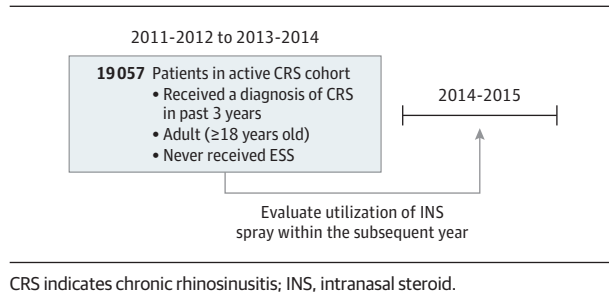 2011-2012 to 2013-2014
19 057 Patients in active CRS cohort
• Received a diagnosis of CRS
in past 3 years
• Adult (≥18 years old)
• Never received ESS
2014-2015
Evaluate utilization of INS
spray within the subsequent year
CRS indicates chronic rhinosinusitis; INS, intranasal steroid.